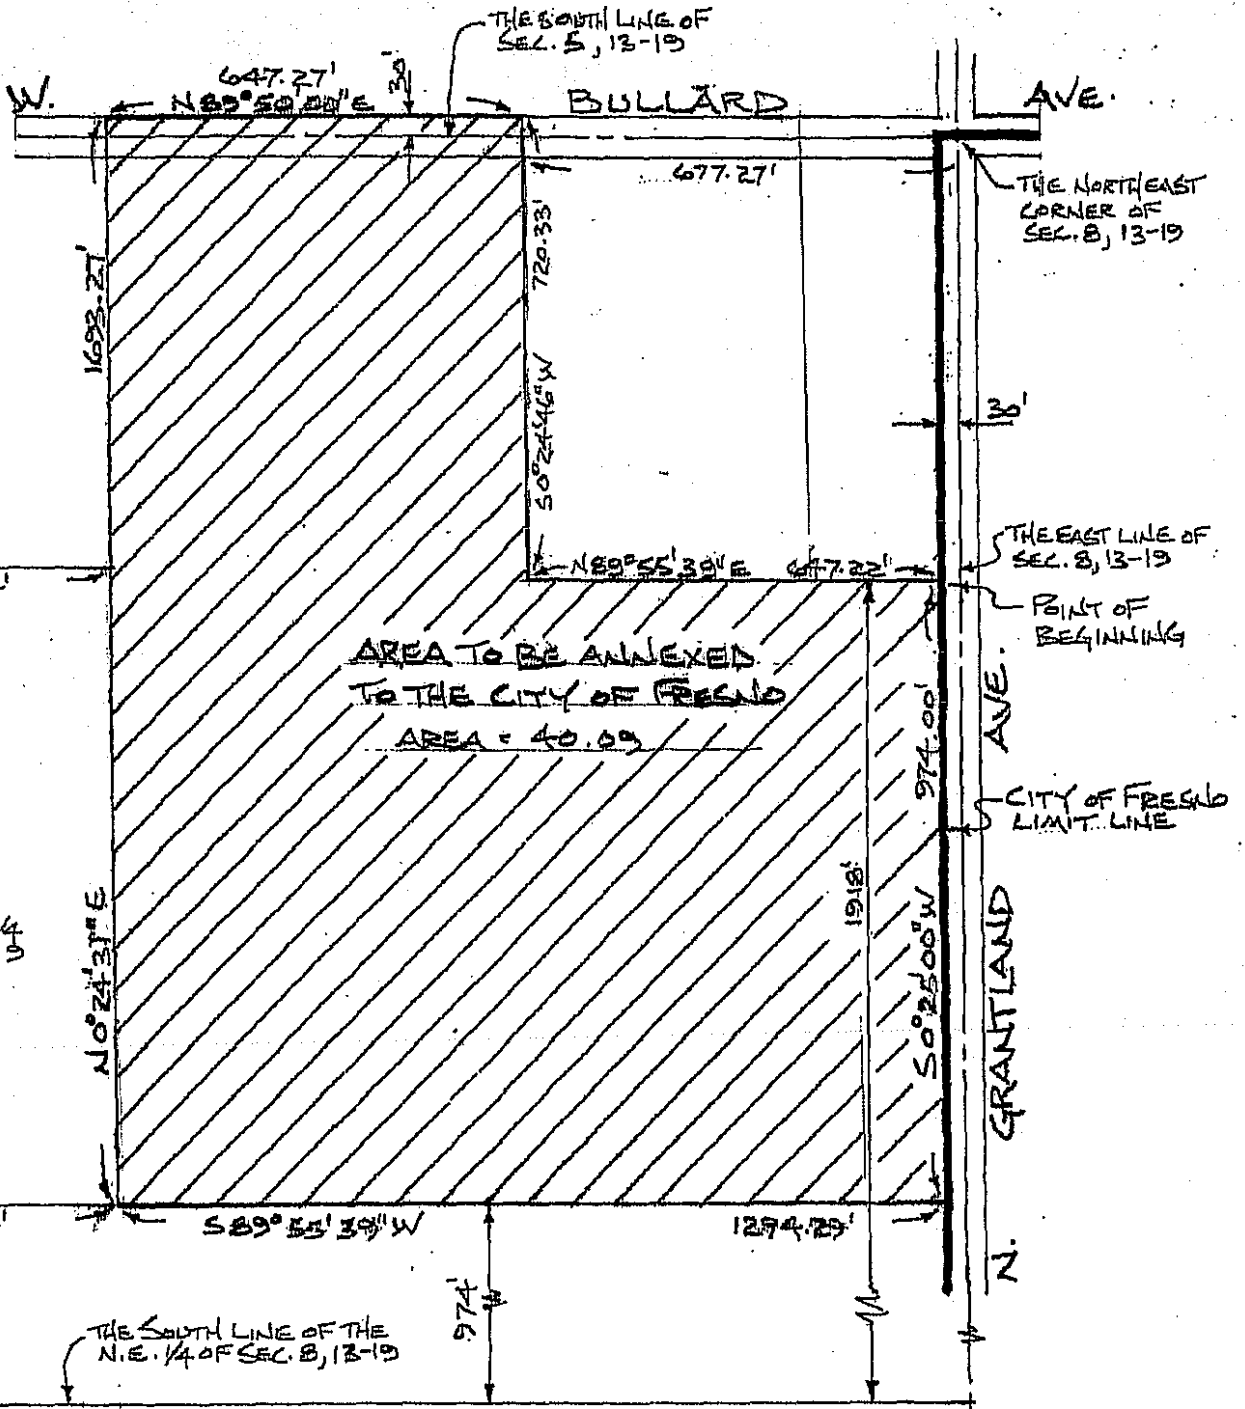 THE SOUTH LINE OF
SEC. 5, 13-19
647.27'
N 89°50'00" E
30'
W.
BULLARD
AVE.
677.27'
THE NORTHEAST
CORNER OF
SEC. 8, 13-19
1693.27'
720.33'
S0°24'46"W
30'
THE EAST LINE OF
SEC. 8, 13-19
N89°55'39"E 647.22'
POINT OF
BEGINNING
AREA TO BE ANNEXED
TO THE CITY OF FRESNO
AREA = 40.09
974.00'
AVE.
CITY OF FRESNO
LIMIT LINE
1948'
S0°25'00"W
GRANTLAND
N0°24'31"E
S89°55'39"W
1294.29'
N.
974'
THE SOUTH LINE OF THE
N.E. 1/4 OF SEC. 8, 13-19